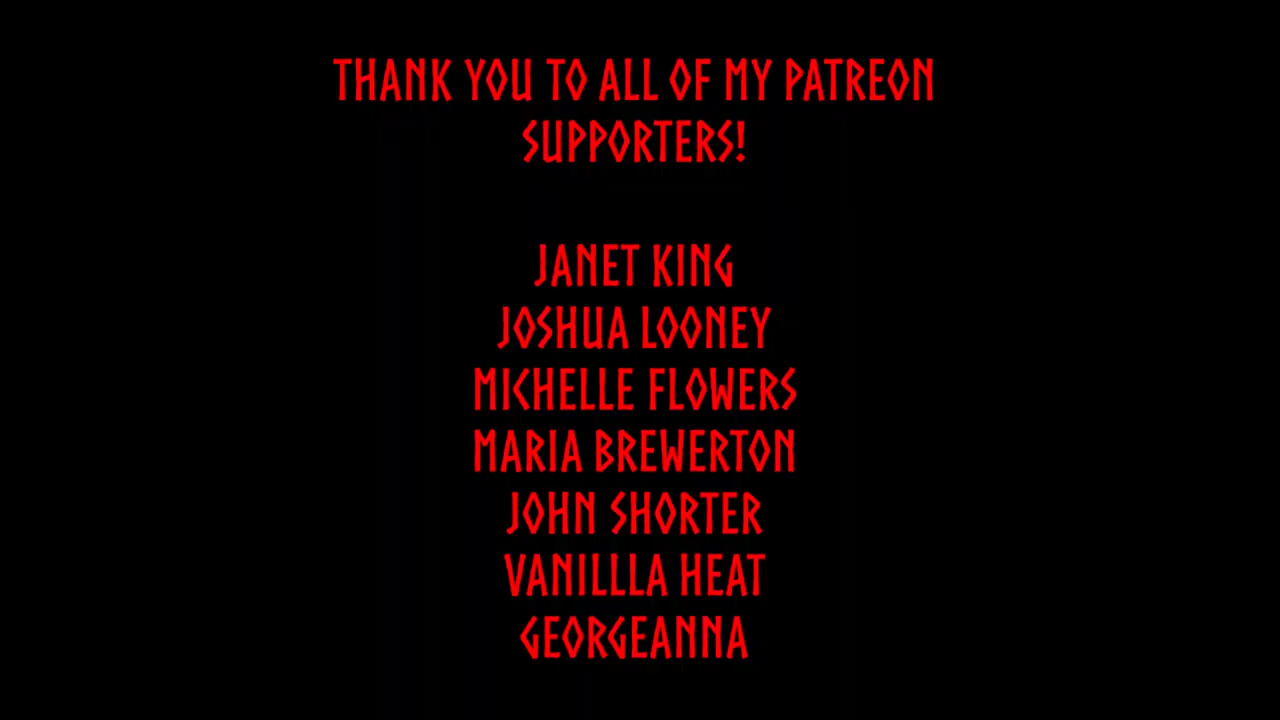 THANK YOU TO ALL OF MY PATREON
SUPPORTERS!
JANET KING
JOSHUA LOONEY
MICHELLE FLOWERS
MARIA BREWERTON
JOHN SHORTER
VANILLLA HEAT
GEORGEANNA